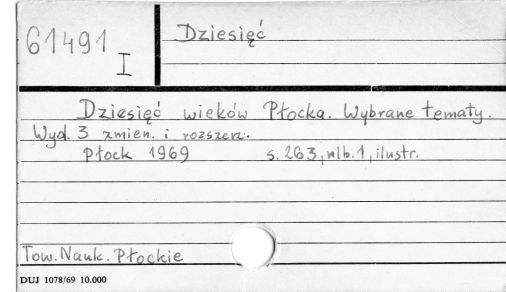 61491
I
Dziesięć
Dziesięć wieków Płocka. Wybrane tematy.
Wyd. 3 zmien. i rozszerz.
Płock 1969 s. 263, nlb. 1, ilustr.
Tow. Nauk. Płockie
DUJ 1078/69 10.000